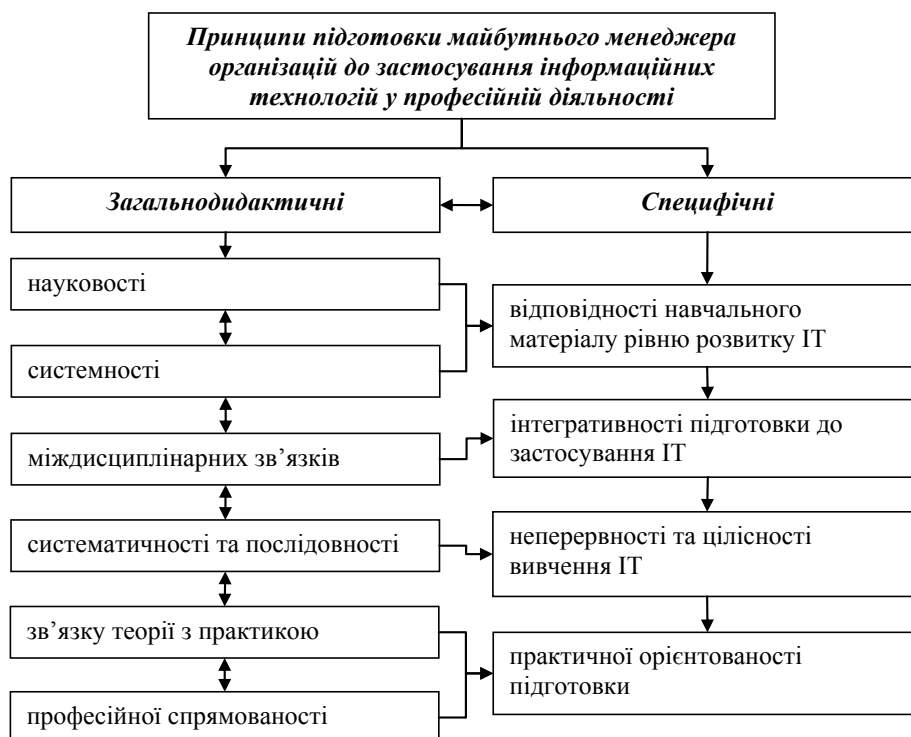 Принципи підготовки майбутнього менеджера
організацій до застосування інформаційних
технологій у професійній діяльності
Загальнодидактичні
Специфічні
науковості
системності
міждисциплінарних зв’язків
систематичності та послідовності
зв’язку теорії з практикою
професійної спрямованості
відповідності навчального
матеріалу рівню розвитку ІТ
інтегративності підготовки до
застосування ІТ
неперервності та цілісності
вивчення ІТ
практичної орієнтованості
підготовки